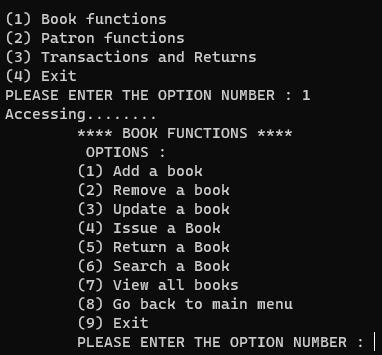 (1) Book functions
(2) Patron functions
(3) Transactions and Returns
(4) Exit
PLEASE ENTER THE OPTION NUMBER : 1
Accessing........
**** BOOK FUNCTIONS ****
OPTIONS :
(1) Add a book
(2) Remove a book
(3) Update a book
(4) Issue a Book
(5) Return a Book
(6) Search a Book
(7) View all books
(8) Go back to main menu
(9) Exit
PLEASE ENTER THE OPTION NUMBER :